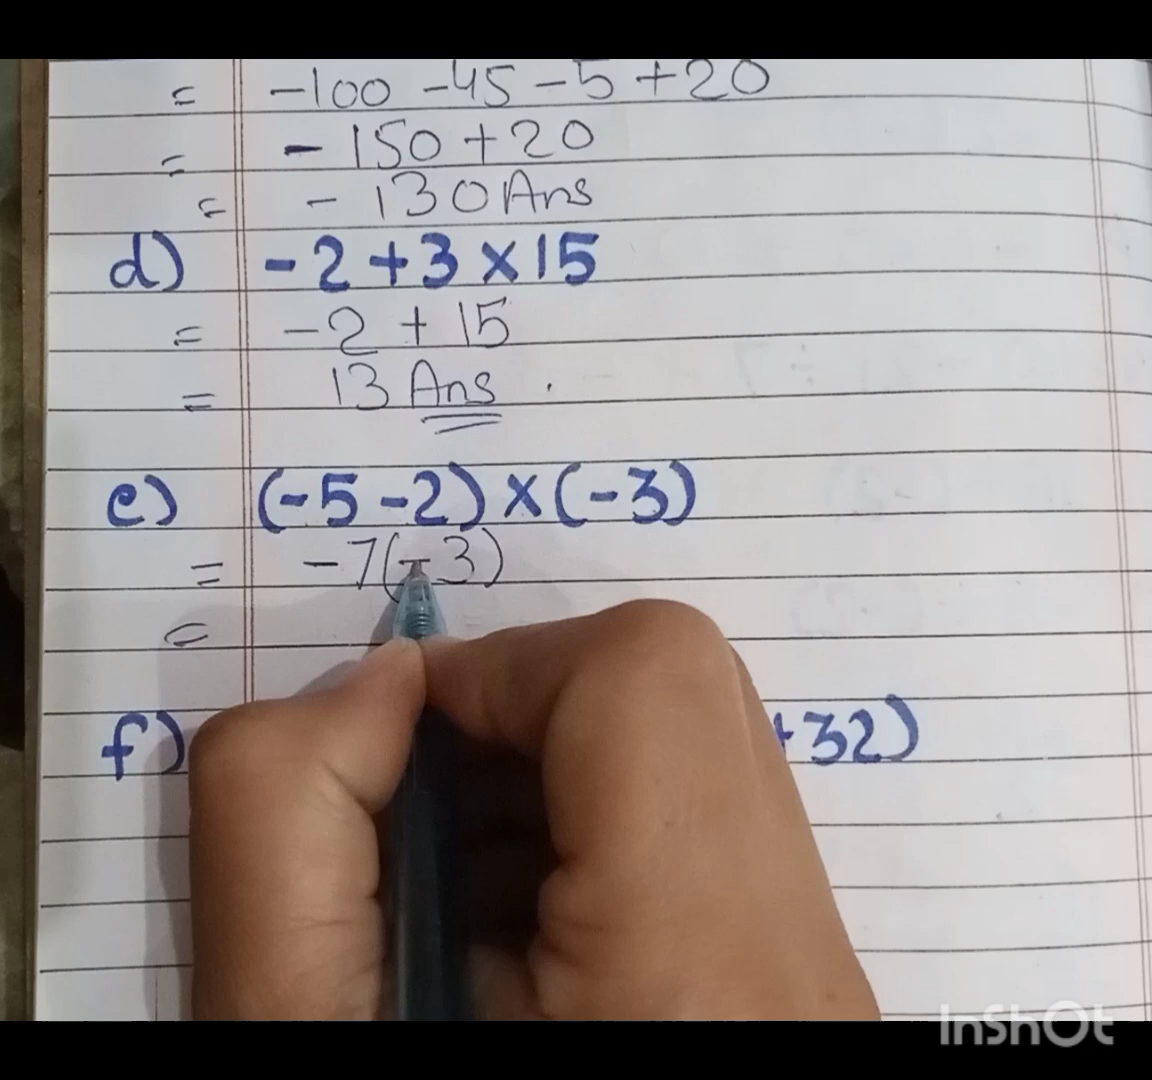 = -100 -45 -5 +20
= - 150 +20
= - 130 Ans
d) -2 +3 ×15
= -2 + 15
= 13 Ans .
e) (-5 -2) ×(-3)
= -7(-3)
=
f) +32)
InShOt